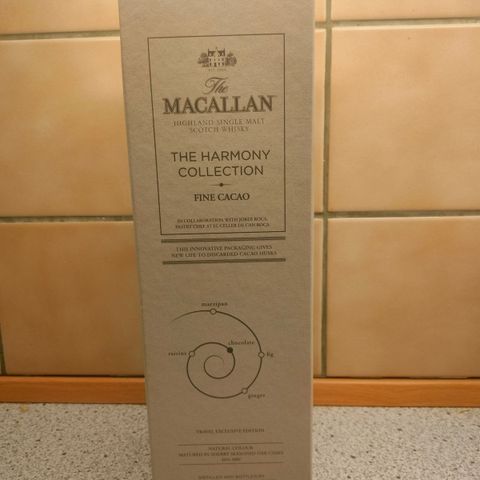 The
MACALLAN
HIGHLAND SINGLE MALT
SCOTCH WHISKY
THE HARMONY
COLLECTION
FINE CACAO
IN COLLABORATION WITH JORDI ROCA,
PASTRY CHEF AT EL CELLER DE CAN ROCA
THIS INNOVATIVE PACKAGING GIVES
NEW LIFE TO DISCARDED CACAO HUSKS
marzipan
chocolate
raisins
fig
ginger
TRAVEL EXCLUSIVE EDITION
NATURAL COLOUR
MATURED IN SHERRY SEASONED OAK CASKS